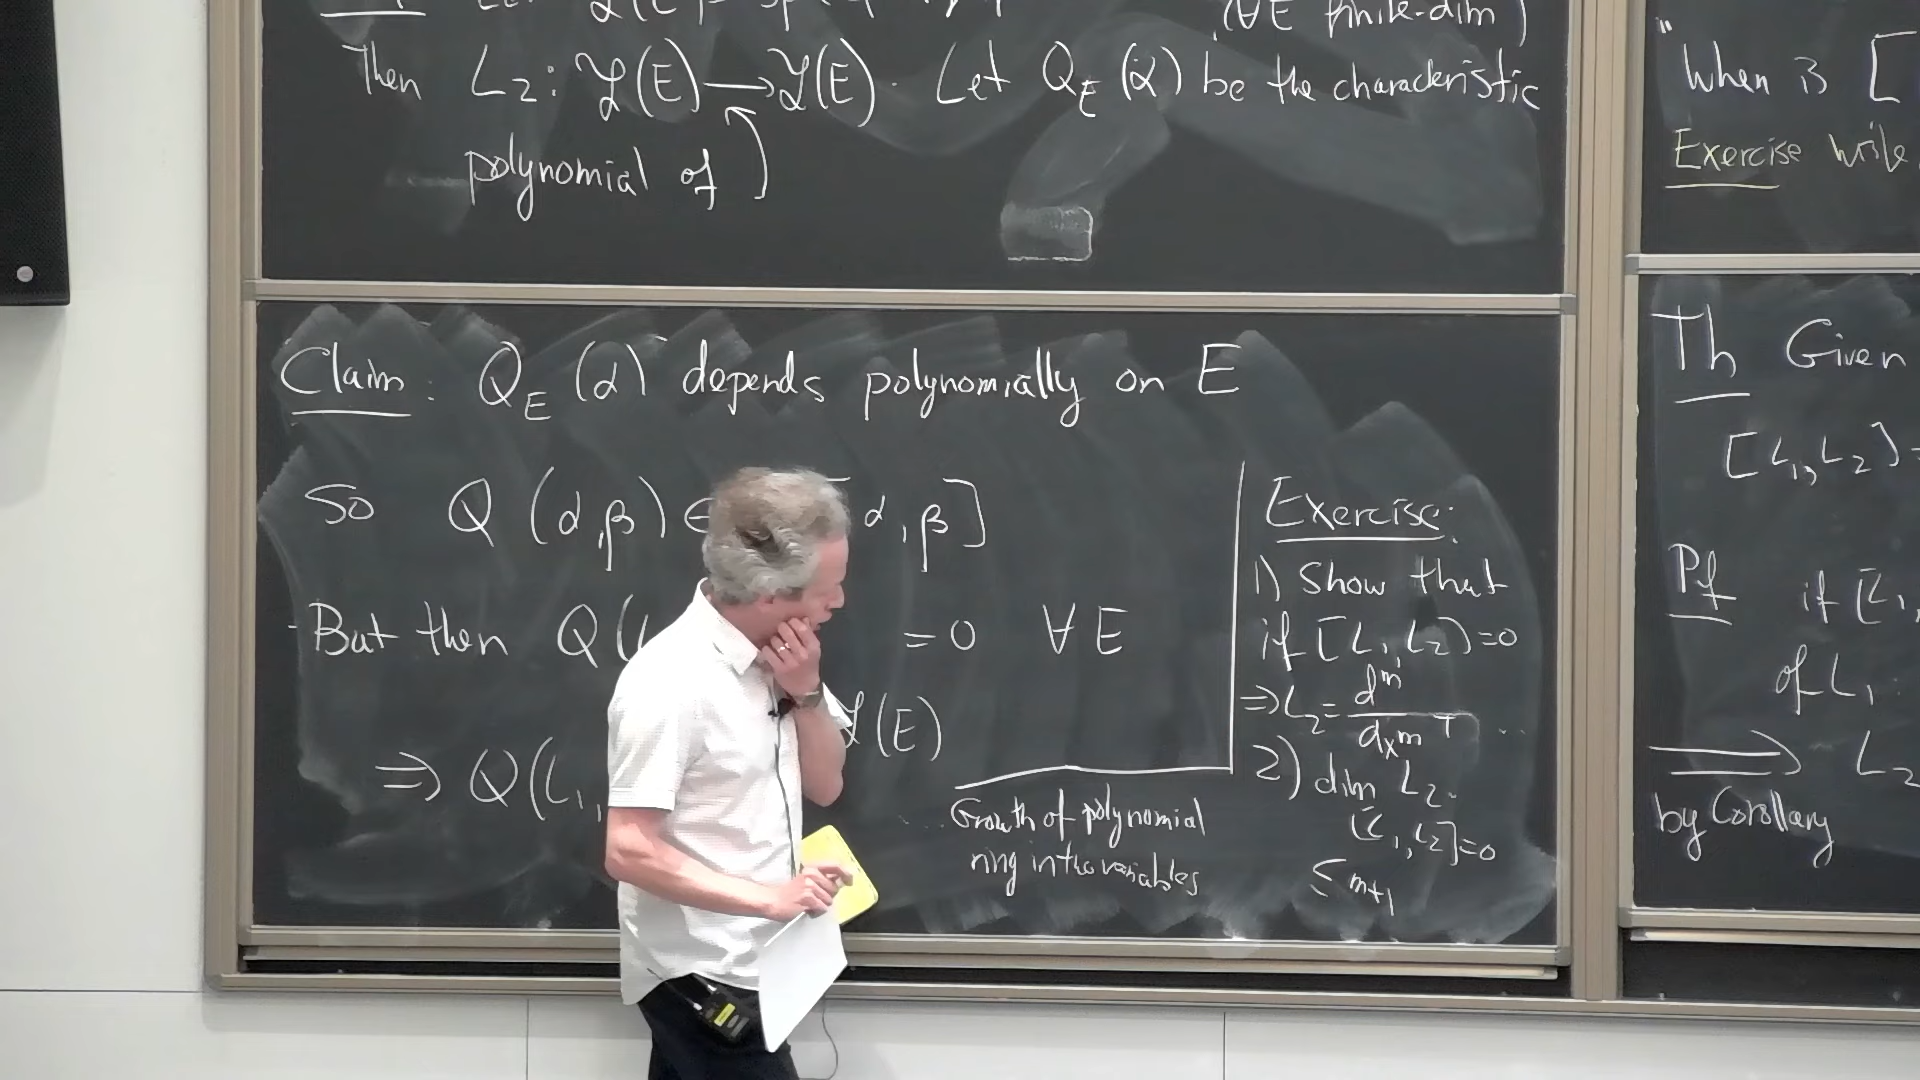 (∀E finite-dim)
Then L₂: ℒ(E) ⟶ ℒ(E). Let Q_E(α) be the characteristic
polynomial of
Claim: Q_E(α) depends polynomially on E
So Q(α,β) ∈ α,β]
But then Q( =0 ∀E
⇒ Q(L₁, ℒ(E)
Growth of polynomial
ring in two variables
Exercise:
1) Show that
if [L₁,L₂]=0
⇒ L₂ = d^m/dx^m + ...
2) dim L₂.
[L₁,L₂]=0
≤ m+1
"When is [
Exercise write
Th Given
[L₁,L₂]=
Pf if [L₁,
of L₁
⟹ L₂
by Corollary